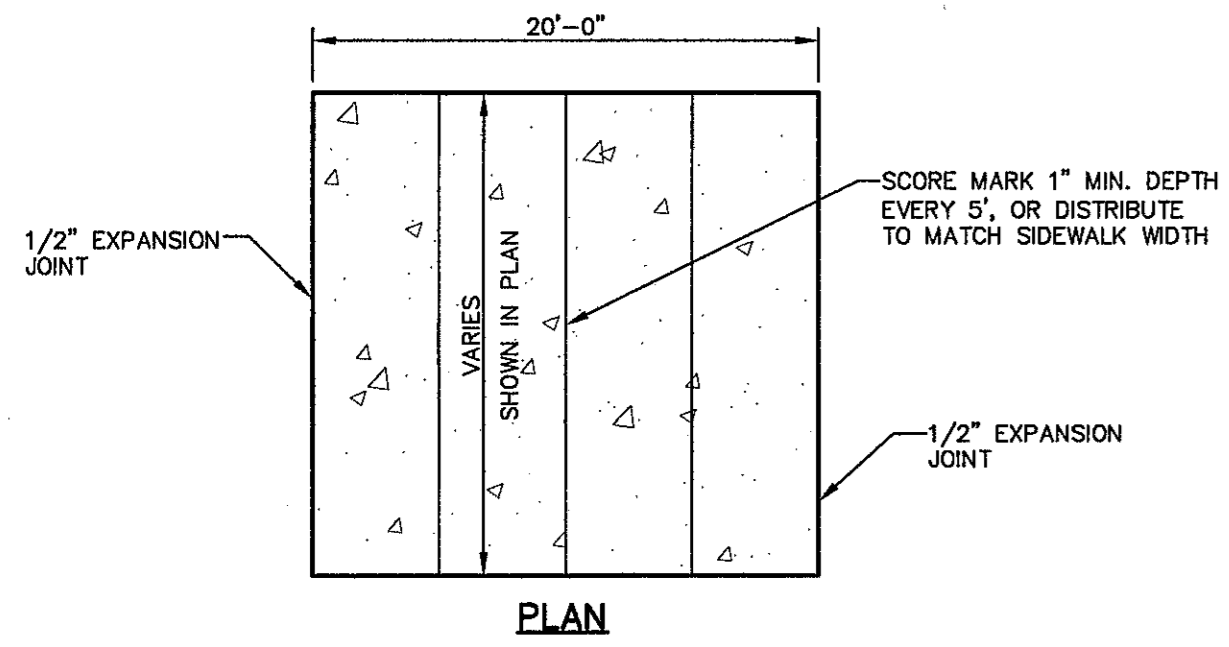 20'-0"
SCORE MARK 1" MIN. DEPTH
EVERY 5', OR DISTRIBUTE
TO MATCH SIDEWALK WIDTH
1/2" EXPANSION
JOINT
VARIES
SHOWN IN PLAN
1/2" EXPANSION
JOINT
PLAN